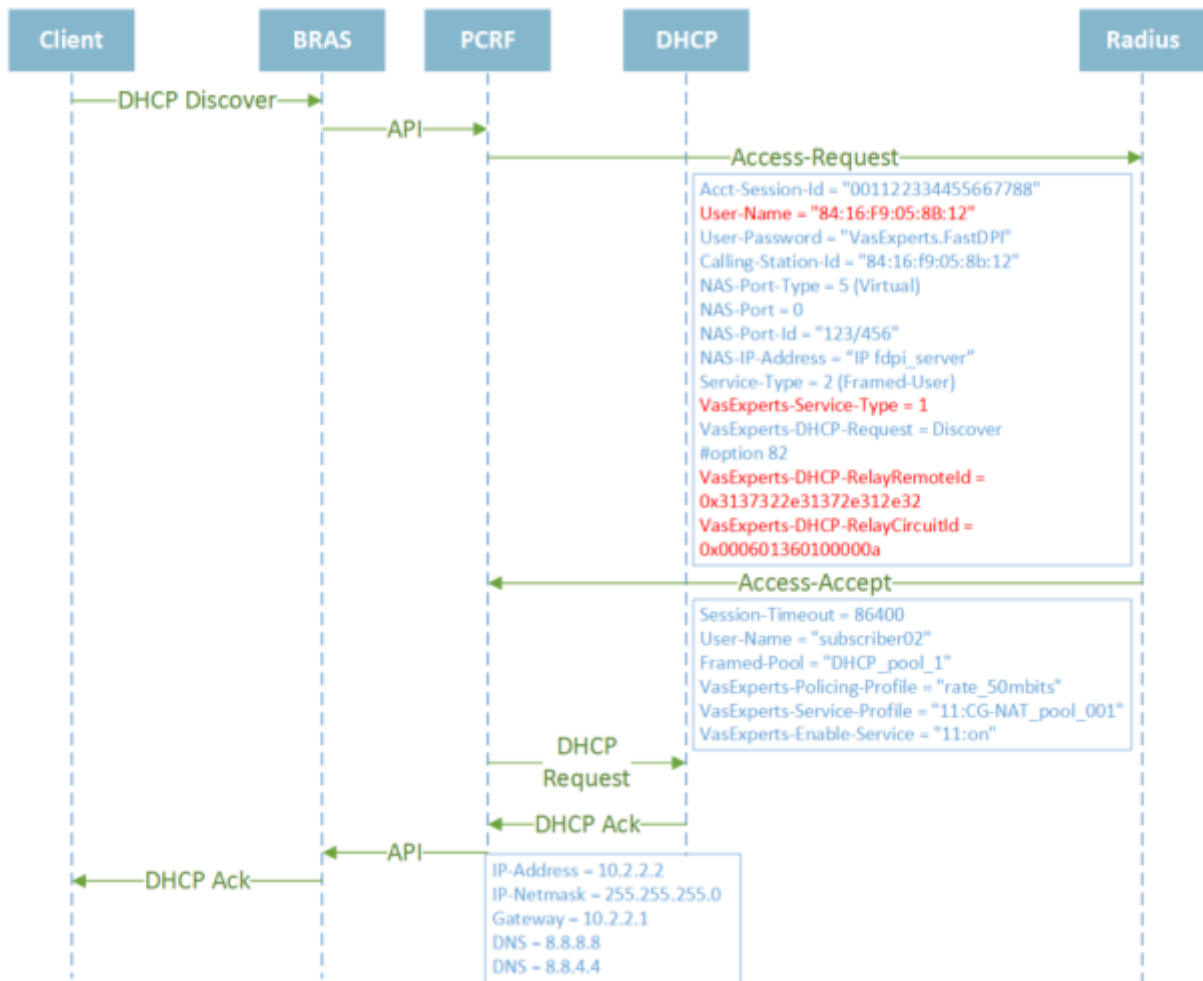 Client
BRAS
PCRF
DHCP
Radius
DHCP Discover
API
Access-Request
Acct-Session-Id = "001122334455667788"
User-Name = "84:16:F9:05:8B:12"
User-Password = "VasExperts.FastDPI"
Calling-Station-Id = "84:16:f9:05:8b:12"
NAS-Port-Type = 5 (Virtual)
NAS-Port = 0
NAS-Port-Id = "123/456"
NAS-IP-Address = “IP fdpi_server”
Service-Type = 2 (Framed-User)
VasExperts-Service-Type = 1
VasExperts-DHCP-Request = Discover
#option 82
VasExperts-DHCP-RelayRemoteId =
0x3137322e31372e312e32
VasExperts-DHCP-RelayCircuitId =
0x000601360100000a
Access-Accept
Session-Timeout = 86400
User-Name = "subscriber02"
Framed-Pool = "DHCP_pool_1"
VasExperts-Policing-Profile = "rate_50mbits"
VasExperts-Service-Profile = "11:CG-NAT_pool_001"
VasExperts-Enable-Service = "11:on"
DHCP
Request
DHCP Ack
API
DHCP Ack
IP-Address = 10.2.2.2
IP-Netmask = 255.255.255.0
Gateway = 10.2.2.1
DNS = 8.8.8.8
DNS = 8.8.4.4